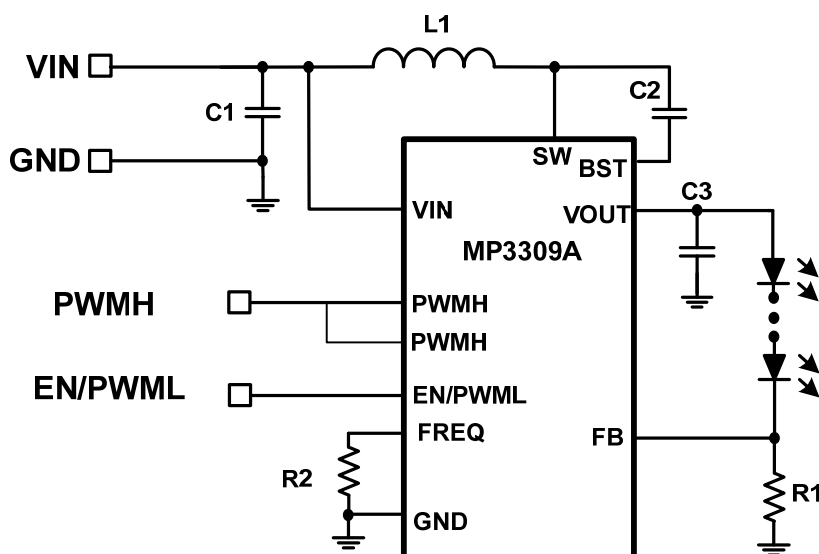 L1
VIN
C1
C2
GND
SW
BST
C3
VIN
VOUT
MP3309A
PWMH
PWMH
PWMH
EN/PWML
EN/PWML
FREQ
FB
R2
R1
GND